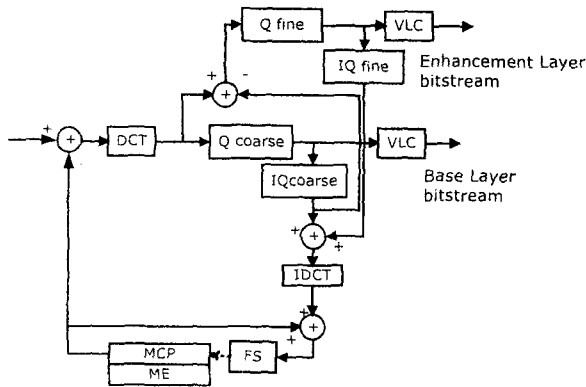 Q fine
VLC
+
-
+
IQ fine
Enhancement Layer
bitstream
+
+
DCT
Q coarse
VLC
IQcoarse
Base Layer
bitstream
+
+
+
IDCT
+
+
+
MCP
FS
ME